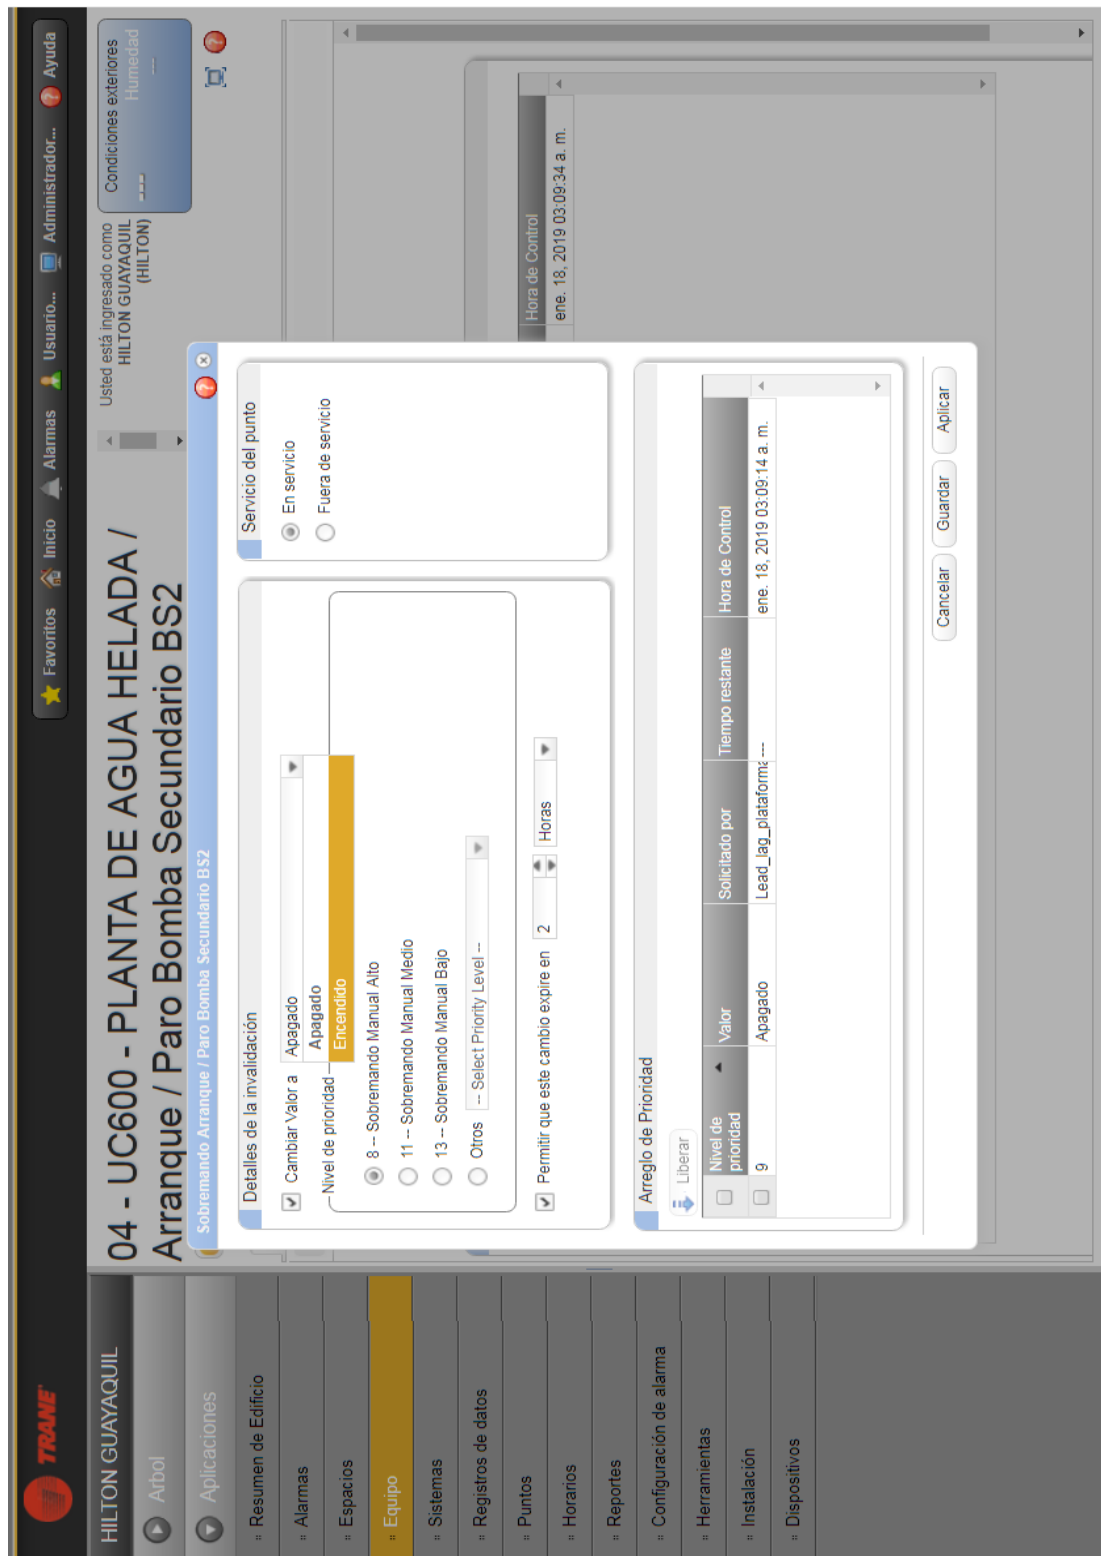 TRANE
Favoritos
Inicio
Alarmas
Usuario...
Administrador...
Ayuda
HILTON GUAYAQUIL
Arbol
Aplicaciones
Resumen de Edificio
Alarmas
Espacios
Equipo
Sistemas
Registros de datos
Puntos
Horarios
Reportes
Configuración de alarma
Herramientas
Instalación
Dispositivos
04 - UC600 - PLANTA DE AGUA HELADA /
Arranque / Paro Bomba Secundario BS2
Usted está ingresado como
HILTON GUAYAQUIL
(HILTON)
Condiciones exteriores
Humedad
---
---
Hora de Control
ene. 18, 2019 03:09:34 a. m.
Sobremando Arranque / Paro Bomba Secundario BS2
Detalles de la invalidación
Cambiar Valor a Apagado
Apagado
Encendido
Nivel de prioridad
8 -- Sobremando Manual Alto
11 -- Sobremando Manual Medio
13 -- Sobremando Manual Bajo
Otros -- Select Priority Level --
Permitir que este cambio expire en 2 Horas
Servicio del punto
En servicio
Fuera de servicio
Arreglo de Prioridad
Liberar
Nivel de prioridad Valor Solicitado por Tiempo restante Hora de Control
9 Apagado Lead_lag_plataforma --- ene. 18, 2019 03:09:14 a. m.
Cancelar Guardar Aplicar